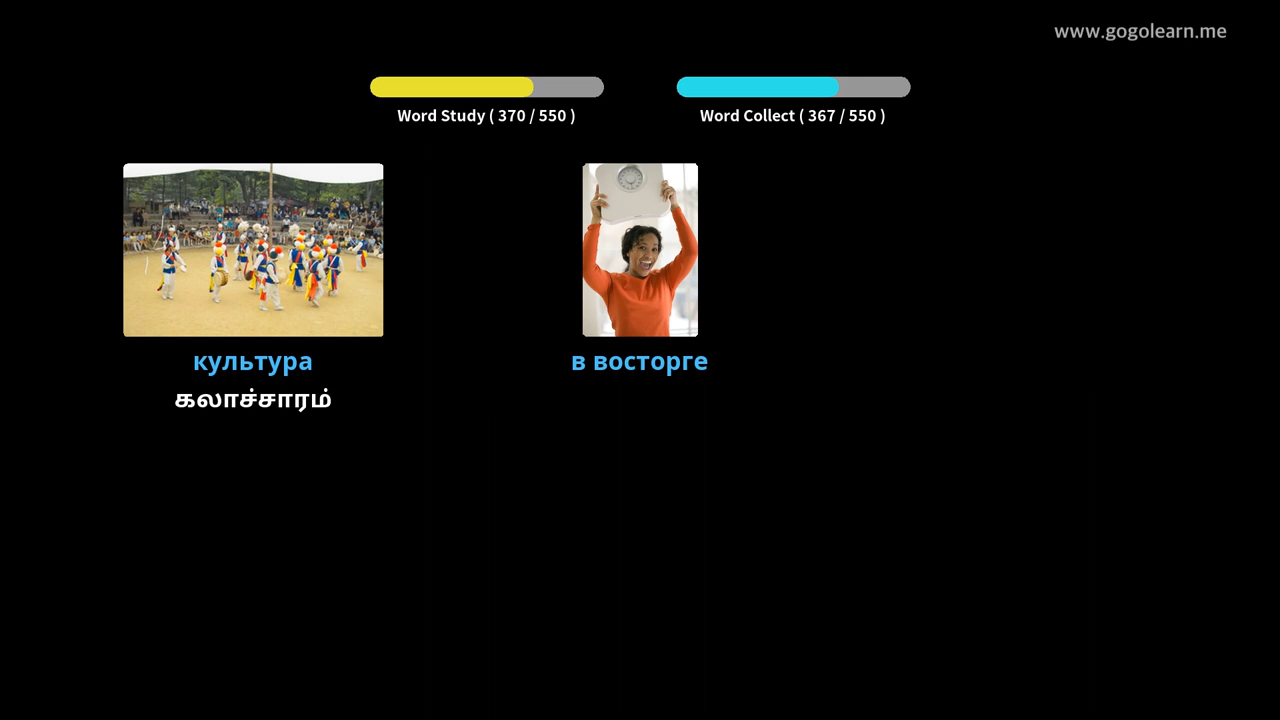 www.gogolearn.me
Word Study ( 370 / 550 )
Word Collect ( 367 / 550 )
культура
கலாச்சாரம்
в восторге